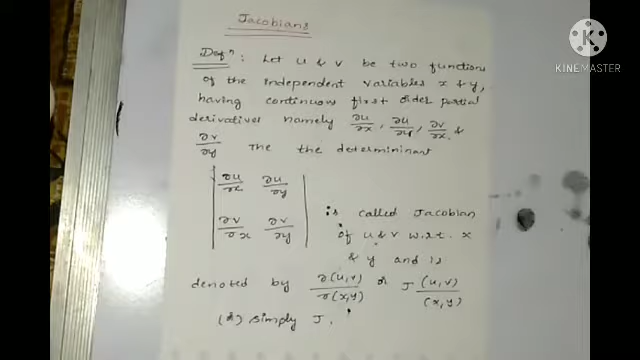 Jacobians
KINEMASTER
Defn: Let u & v be two functions
of the independent variables x & y,
having continuous first order partial
derivatives namely ∂u/∂x, ∂u/∂y, ∂v/∂x &
∂v/∂y The the determininant
| ∂u/∂x ∂u/∂y |
| ∂v/∂x ∂v/∂y | is called Jacobian
of u & v w.r.t. x
& y and is
denoted by ∂(u,v)/∂(x,y) or J (u,v)/(x,y)
(or) simply J.